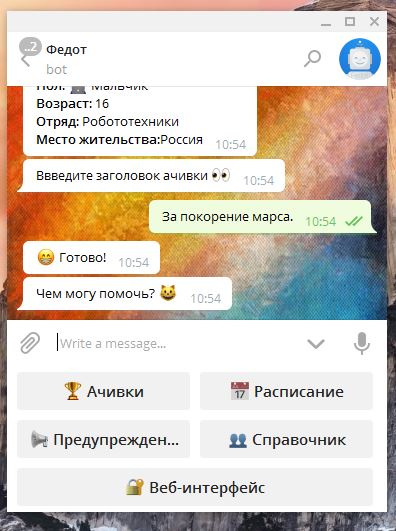 ..2
Федот
bot
Пол: Мальчик
Возраст: 16
Отряд: Робототехники
Место жительства:Россия 10:54
Ввведите заголовок ачивки 👀 10:54
За покорение марса. 10:54
😁 Готово! 10:54
Чем могу помочь? 😺 10:54
Write a message...
🏆 Ачивки
📅 Расписание
📢 Предупрежден...
👥 Справочник
🔐 Веб-интерфейс